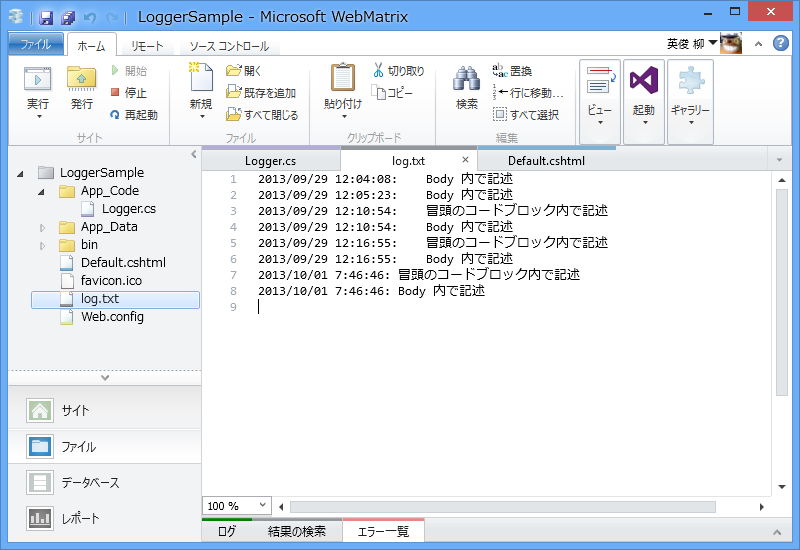 LoggerSample - Microsoft WebMatrix
ファイル ホーム リモート ソース コントロール 英俊 柳
実行 発行 開始 停止 再起動 新規 開く 既存を追加 すべて閉じる 貼り付け 切り取り コピー 検索 置換 行に移動... すべて選択 ビュー 起動 ギャラリー
サイト ファイル クリップボード 編集
LoggerSample
App_Code
Logger.cs
App_Data
bin
Default.cshtml
favicon.ico
log.txt
Web.config
サイト
ファイル
データベース
レポート
Logger.cs log.txt × Default.cshtml
1 2013/09/29 12:04:08: Body 内で記述
2 2013/09/29 12:05:23: Body 内で記述
3 2013/09/29 12:10:54: 冒頭のコードブロック内で記述
4 2013/09/29 12:10:54: Body 内で記述
5 2013/09/29 12:16:55: 冒頭のコードブロック内で記述
6 2013/09/29 12:16:55: Body 内で記述
7 2013/10/01 7:46:46: 冒頭のコードブロック内で記述
8 2013/10/01 7:46:46: Body 内で記述
9
100 %
ログ 結果の検索 エラー一覧